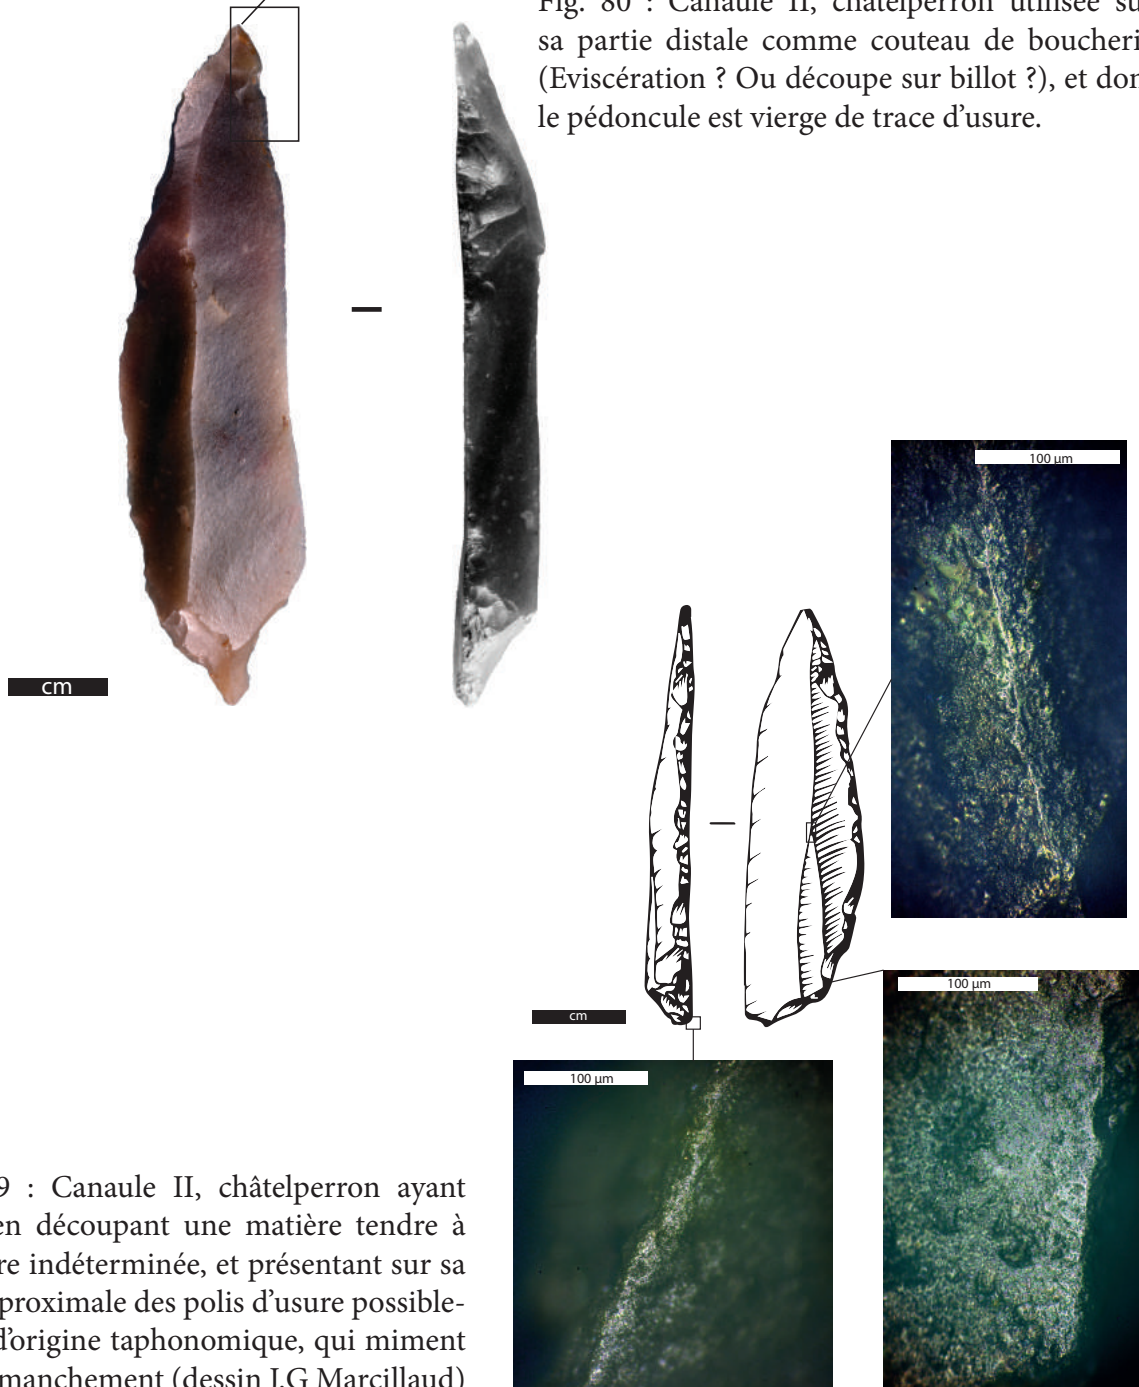 Fig. 80 : Canaule II, châtelperron utilisée su
sa partie distale comme couteau de boucheri
(Eviscération ? Ou découpe sur billot ?), et don
le pédoncule est vierge de trace d’usure.
100 µm
cm
cm
100 µm
100 µm
9 : Canaule II, châtelperron ayant
en découpant une matière tendre à
re indéterminée, et présentant sur sa
proximale des polis d’usure possible-
d’origine taphonomique, qui miment
manchement (dessin J.G Marcillaud)